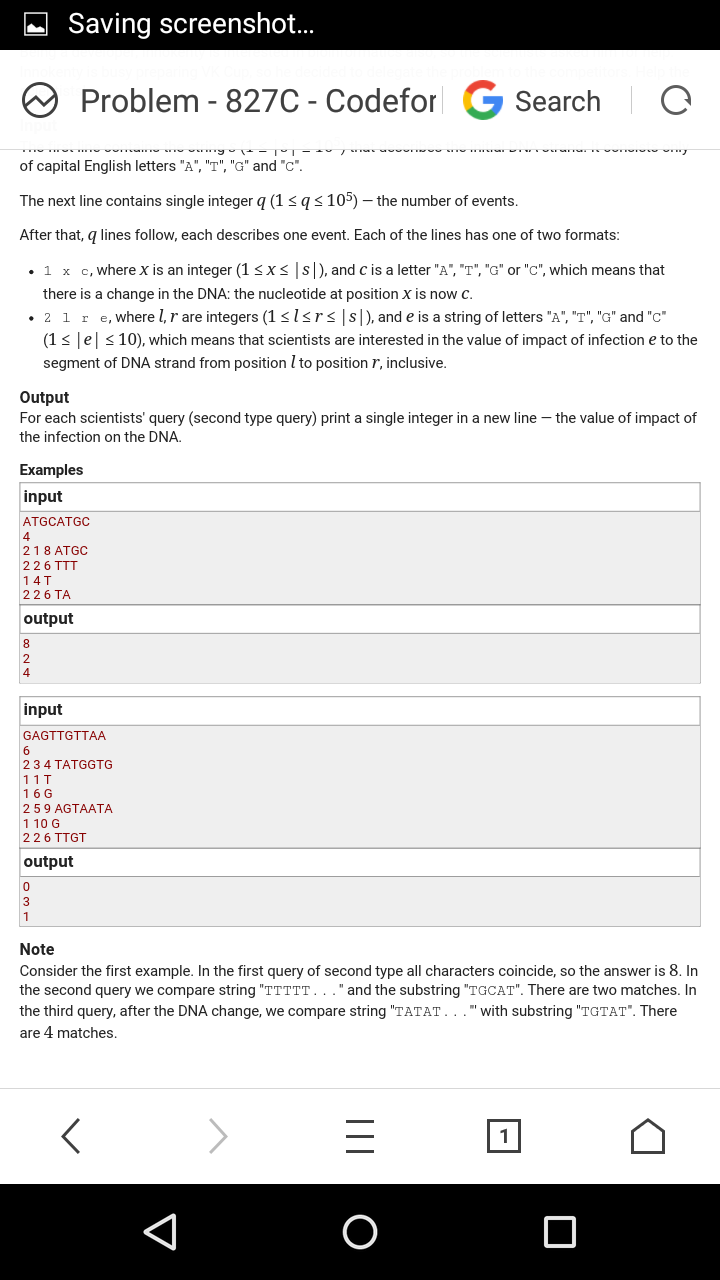 Saving screenshot...
Problem - 827C - Codefor
Search
of capital English letters "A", "T", "G" and "C".
The next line contains single integer q (1 ≤ q ≤ 10⁵) — the number of events.
After that, q lines follow, each describes one event. Each of the lines has one of two formats:
• 1 x c, where x is an integer (1 ≤ x ≤ |s|), and c is a letter "A", "T", "G" or "C", which means that
there is a change in the DNA: the nucleotide at position x is now c.
• 2 l r e, where l, r are integers (1 ≤ l ≤ r ≤ |s|), and e is a string of letters "A", "T", "G" and "C"
(1 ≤ |e| ≤ 10), which means that scientists are interested in the value of impact of infection e to the
segment of DNA strand from position l to position r, inclusive.
Output
For each scientists' query (second type query) print a single integer in a new line — the value of impact of
the infection on the DNA.
Examples
input
ATGCATGC
4
2 1 8 ATGC
2 2 6 TTT
1 4 T
2 2 6 TA
output
8
2
4
input
GAGTTGTTAA
6
2 3 4 TATGGTG
1 1 T
1 6 G
2 5 9 AGTAATA
1 10 G
2 2 6 TTGT
output
0
3
1
Note
Consider the first example. In the first query of second type all characters coincide, so the answer is 8. In
the second query we compare string "TTTTT..." and the substring "TGCAT". There are two matches. In
the third query, after the DNA change, we compare string "TATAT..."' with substring "TGTAT". There
are 4 matches.
1